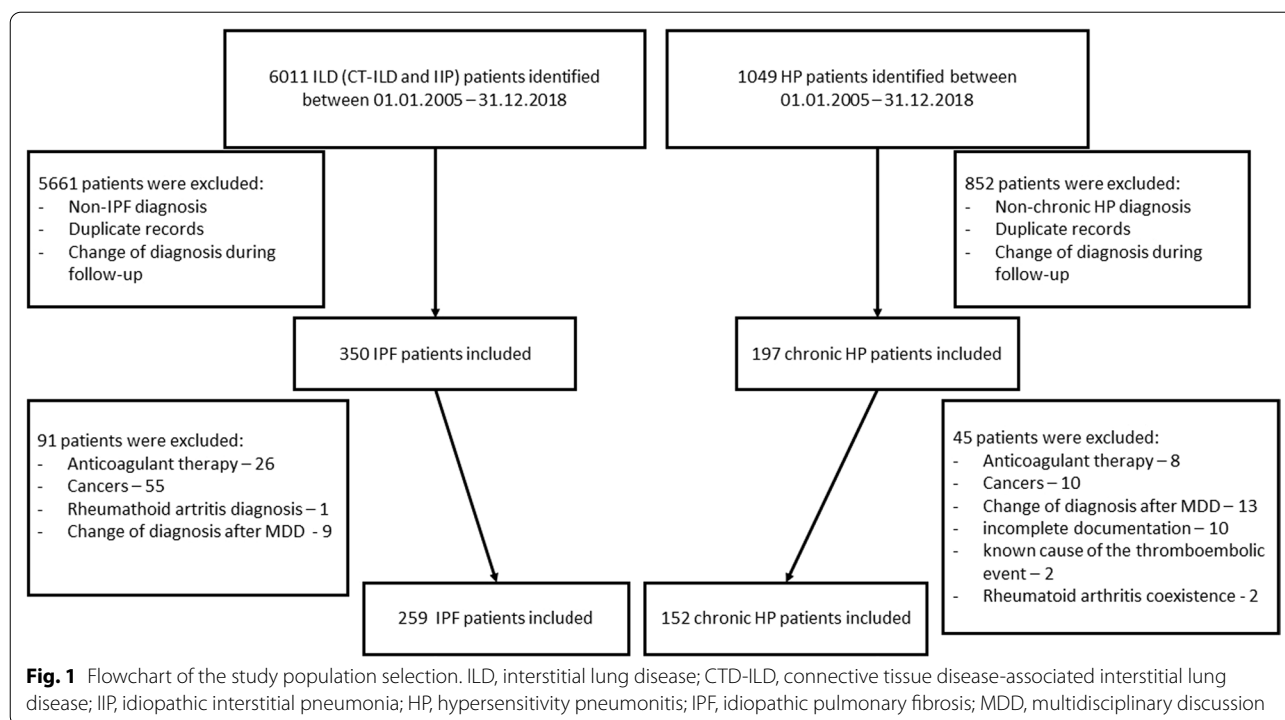 6011 ILD (CT-ILD and IIP) patients identified
between 01.01.2005 – 31.12.2018
1049 HP patients identified between
01.01.2005 – 31.12.2018
5661 patients were excluded:
- Non-IPF diagnosis
- Duplicate records
- Change of diagnosis during
follow-up
852 patients were excluded:
- Non-chronic HP diagnosis
- Duplicate records
- Change of diagnosis during
follow-up
350 IPF patients included
197 chronic HP patients included
91 patients were excluded:
- Anticoagulant therapy – 26
- Cancers – 55
- Rheumatoid artritis diagnosis – 1
- Change of diagnosis after MDD - 9
45 patients were excluded:
- Anticoagulant therapy – 8
- Cancers – 10
- Change of diagnosis after MDD – 13
- incomplete documentation – 10
- known cause of the thromboembolic
event – 2
- Rheumatoid arthritis coexistence - 2
259 IPF patients included
152 chronic HP patients included
Fig. 1 Flowchart of the study population selection. ILD, interstitial lung disease; CTD-ILD, connective tissue disease-associated interstitial lung
disease; IIP, idiopathic interstitial pneumonia; HP, hypersensitivity pneumonitis; IPF, idiopathic pulmonary fibrosis; MDD, multidisciplinary discussion